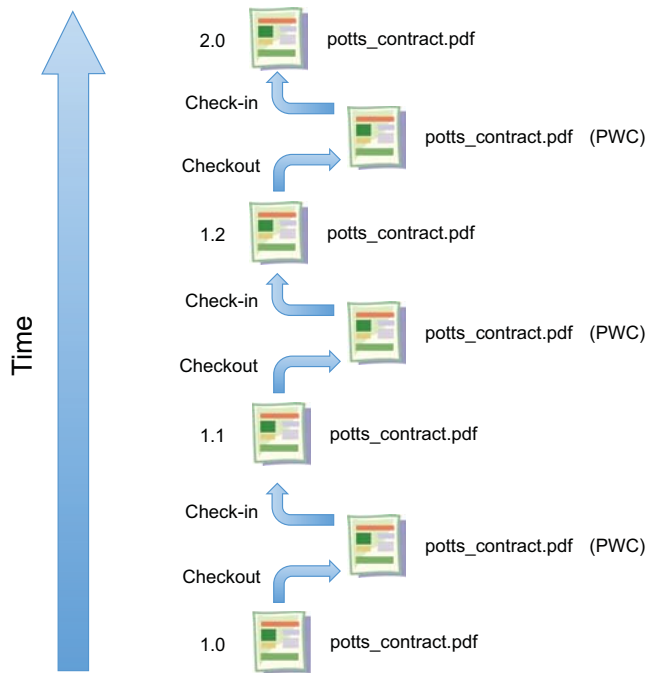 2.0 potts_contract.pdf
Check-in
potts_contract.pdf (PWC)
Checkout
1.2 potts_contract.pdf
Check-in
potts_contract.pdf (PWC)
Checkout
1.1 potts_contract.pdf
Check-in
potts_contract.pdf (PWC)
Checkout
1.0 potts_contract.pdf
Time